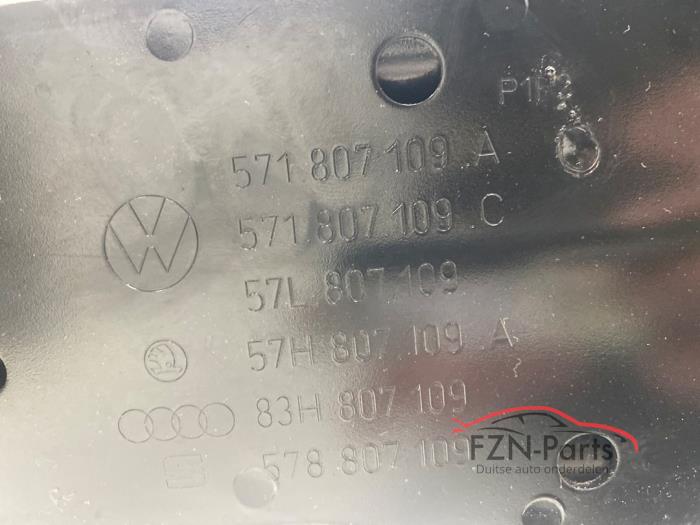 P1P2
571 807 109 A
571 807 109 C
57L 807 109
57H 807 109 A
83H 807 109
578 807 109
FZN-Parts
Duitse auto onderdelen